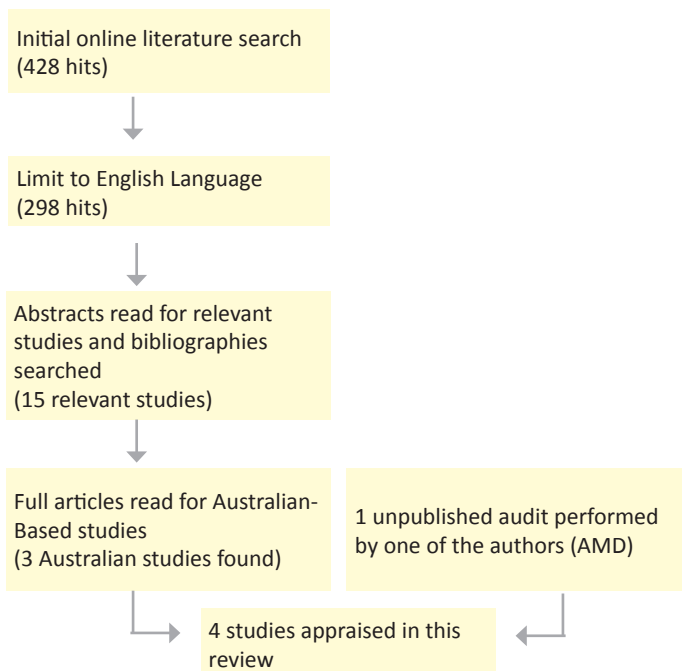 Initial online literature search
(428 hits)
Limit to English Language
(298 hits)
Abstracts read for relevant
studies and bibliographies
searched
(15 relevant studies)
Full articles read for Australian-
Based studies
(3 Australian studies found)
1 unpublished audit performed
by one of the authors (AMD)
4 studies appraised in this
review